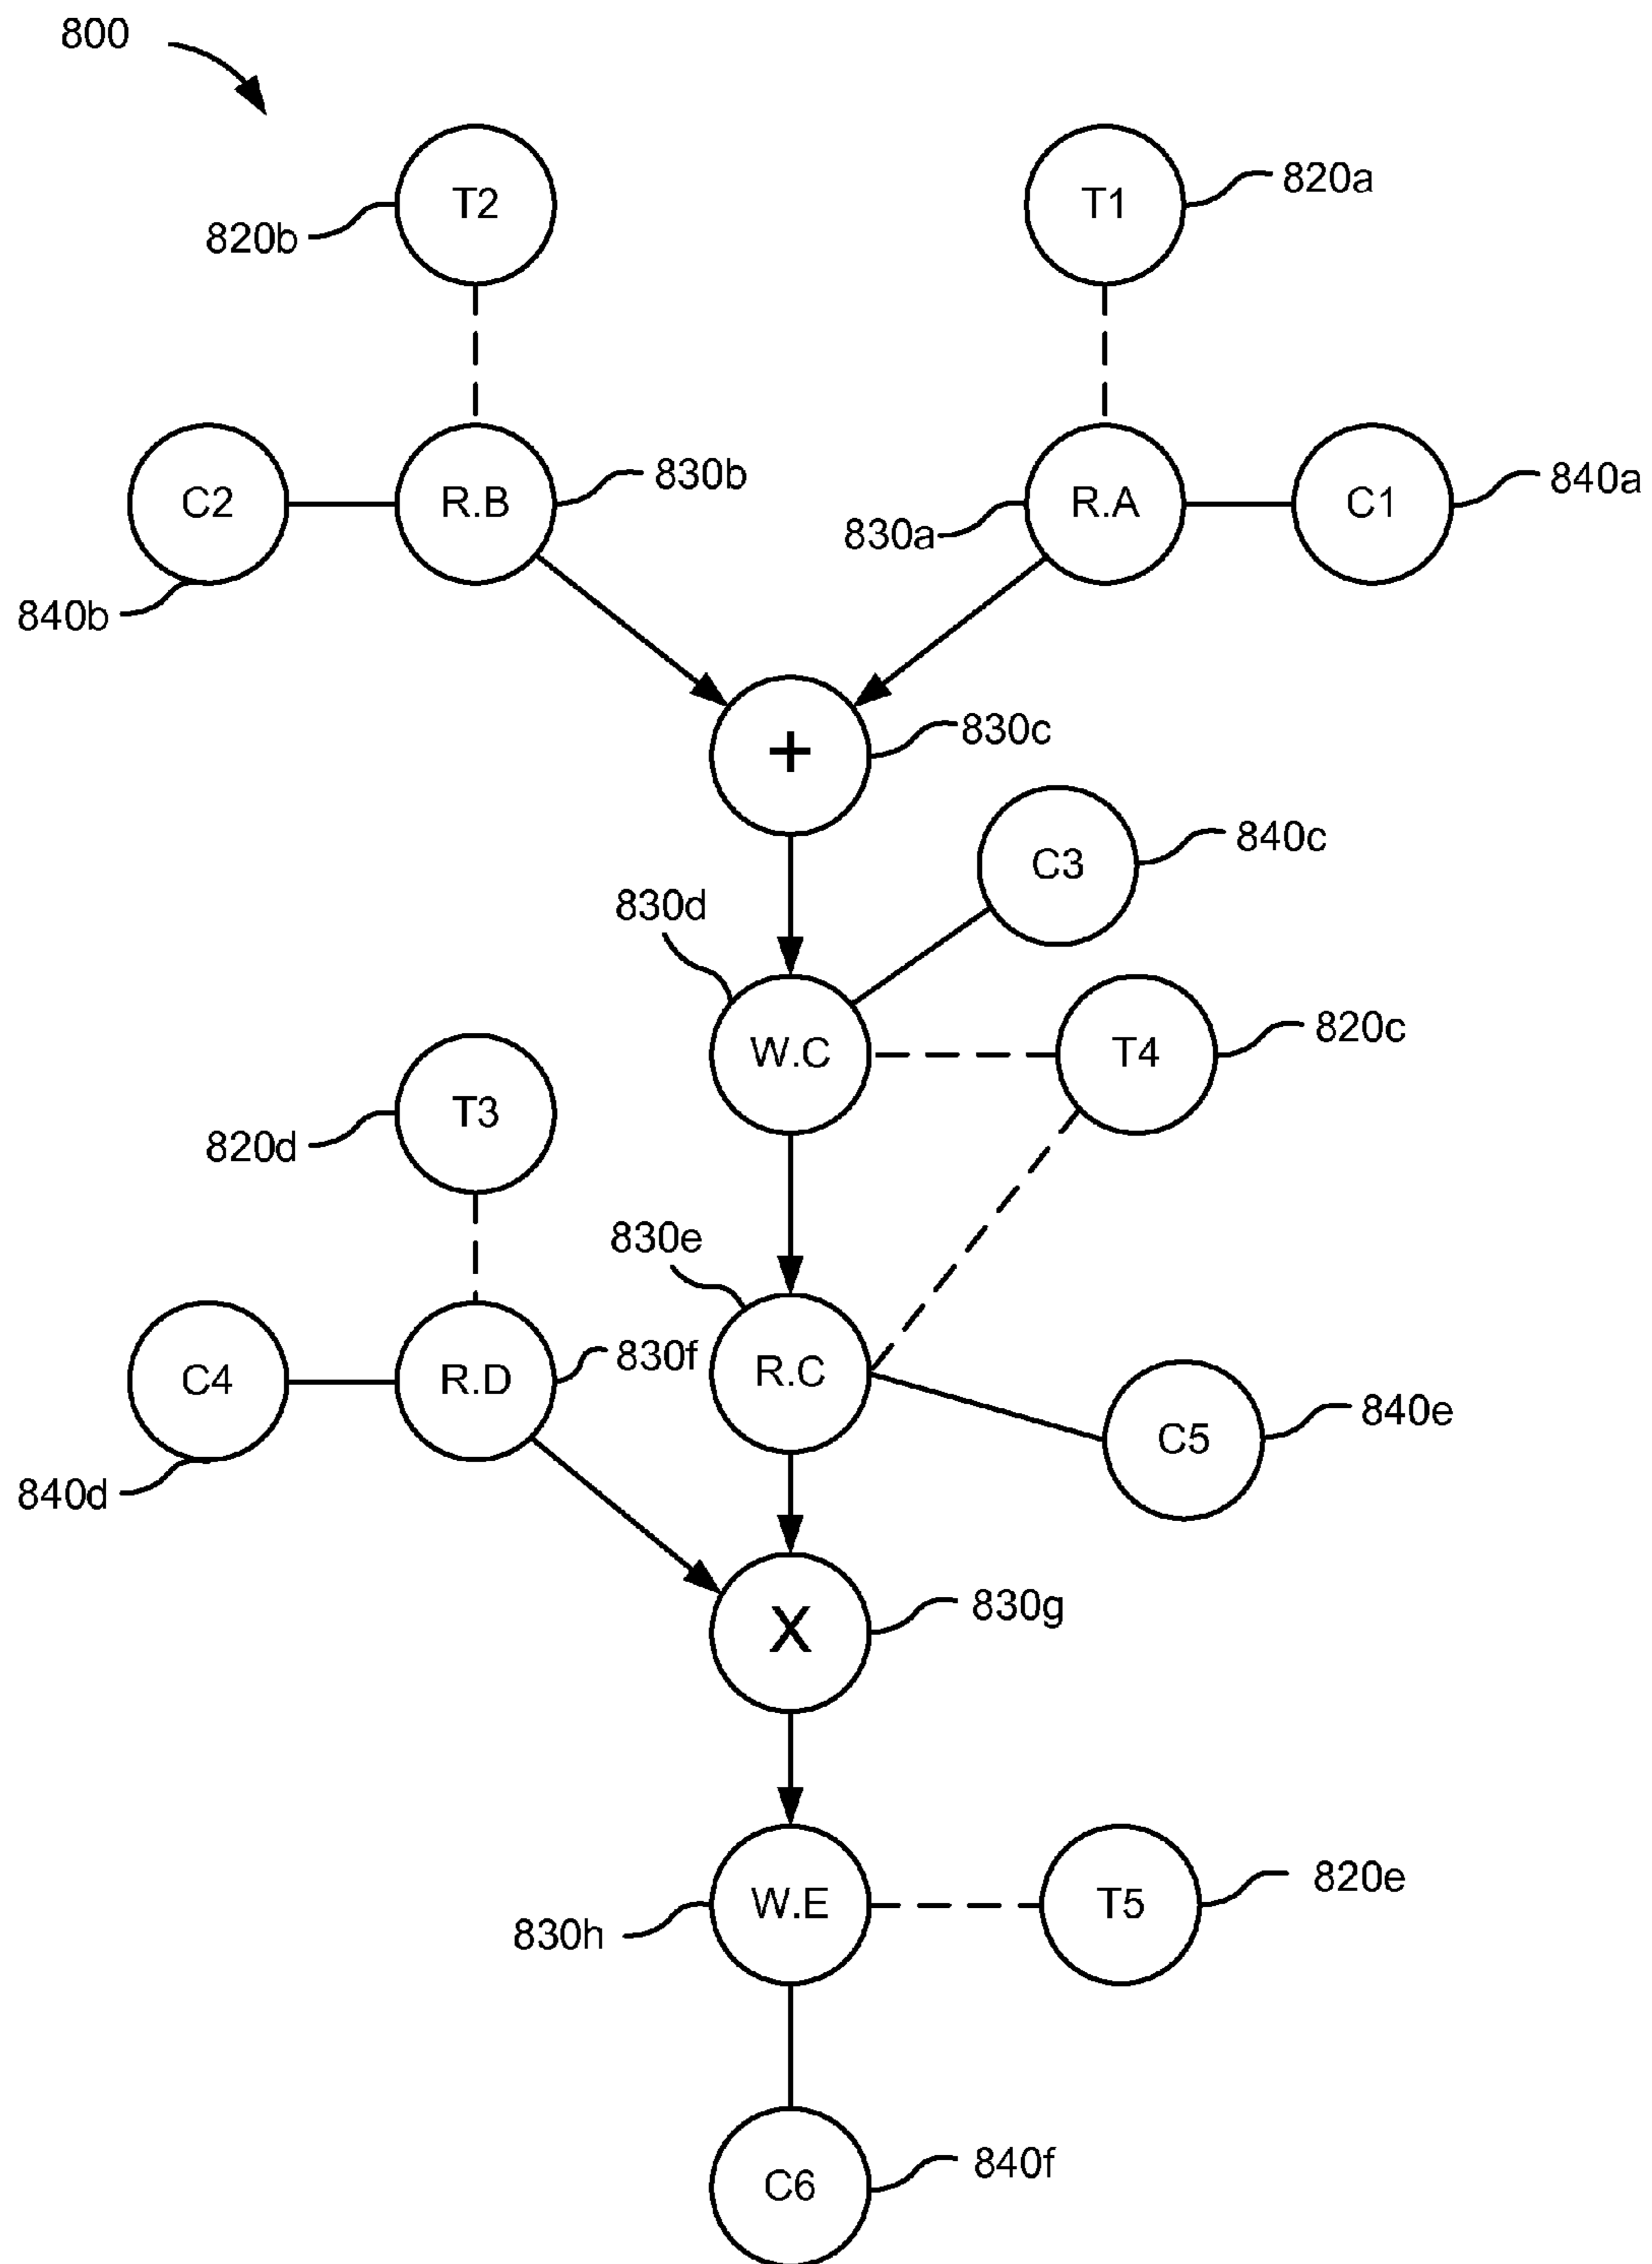 800
T2
T1
820a
820b
C2
R.B
830b
R.A
C1
840a
830a
840b
+
830c
C3
840c
830d
W.C
T4
820c
T3
820d
830e
C4
R.D
830f
R.C
C5
840e
840d
X
830g
W.E
T5
820e
830h
C6
840f